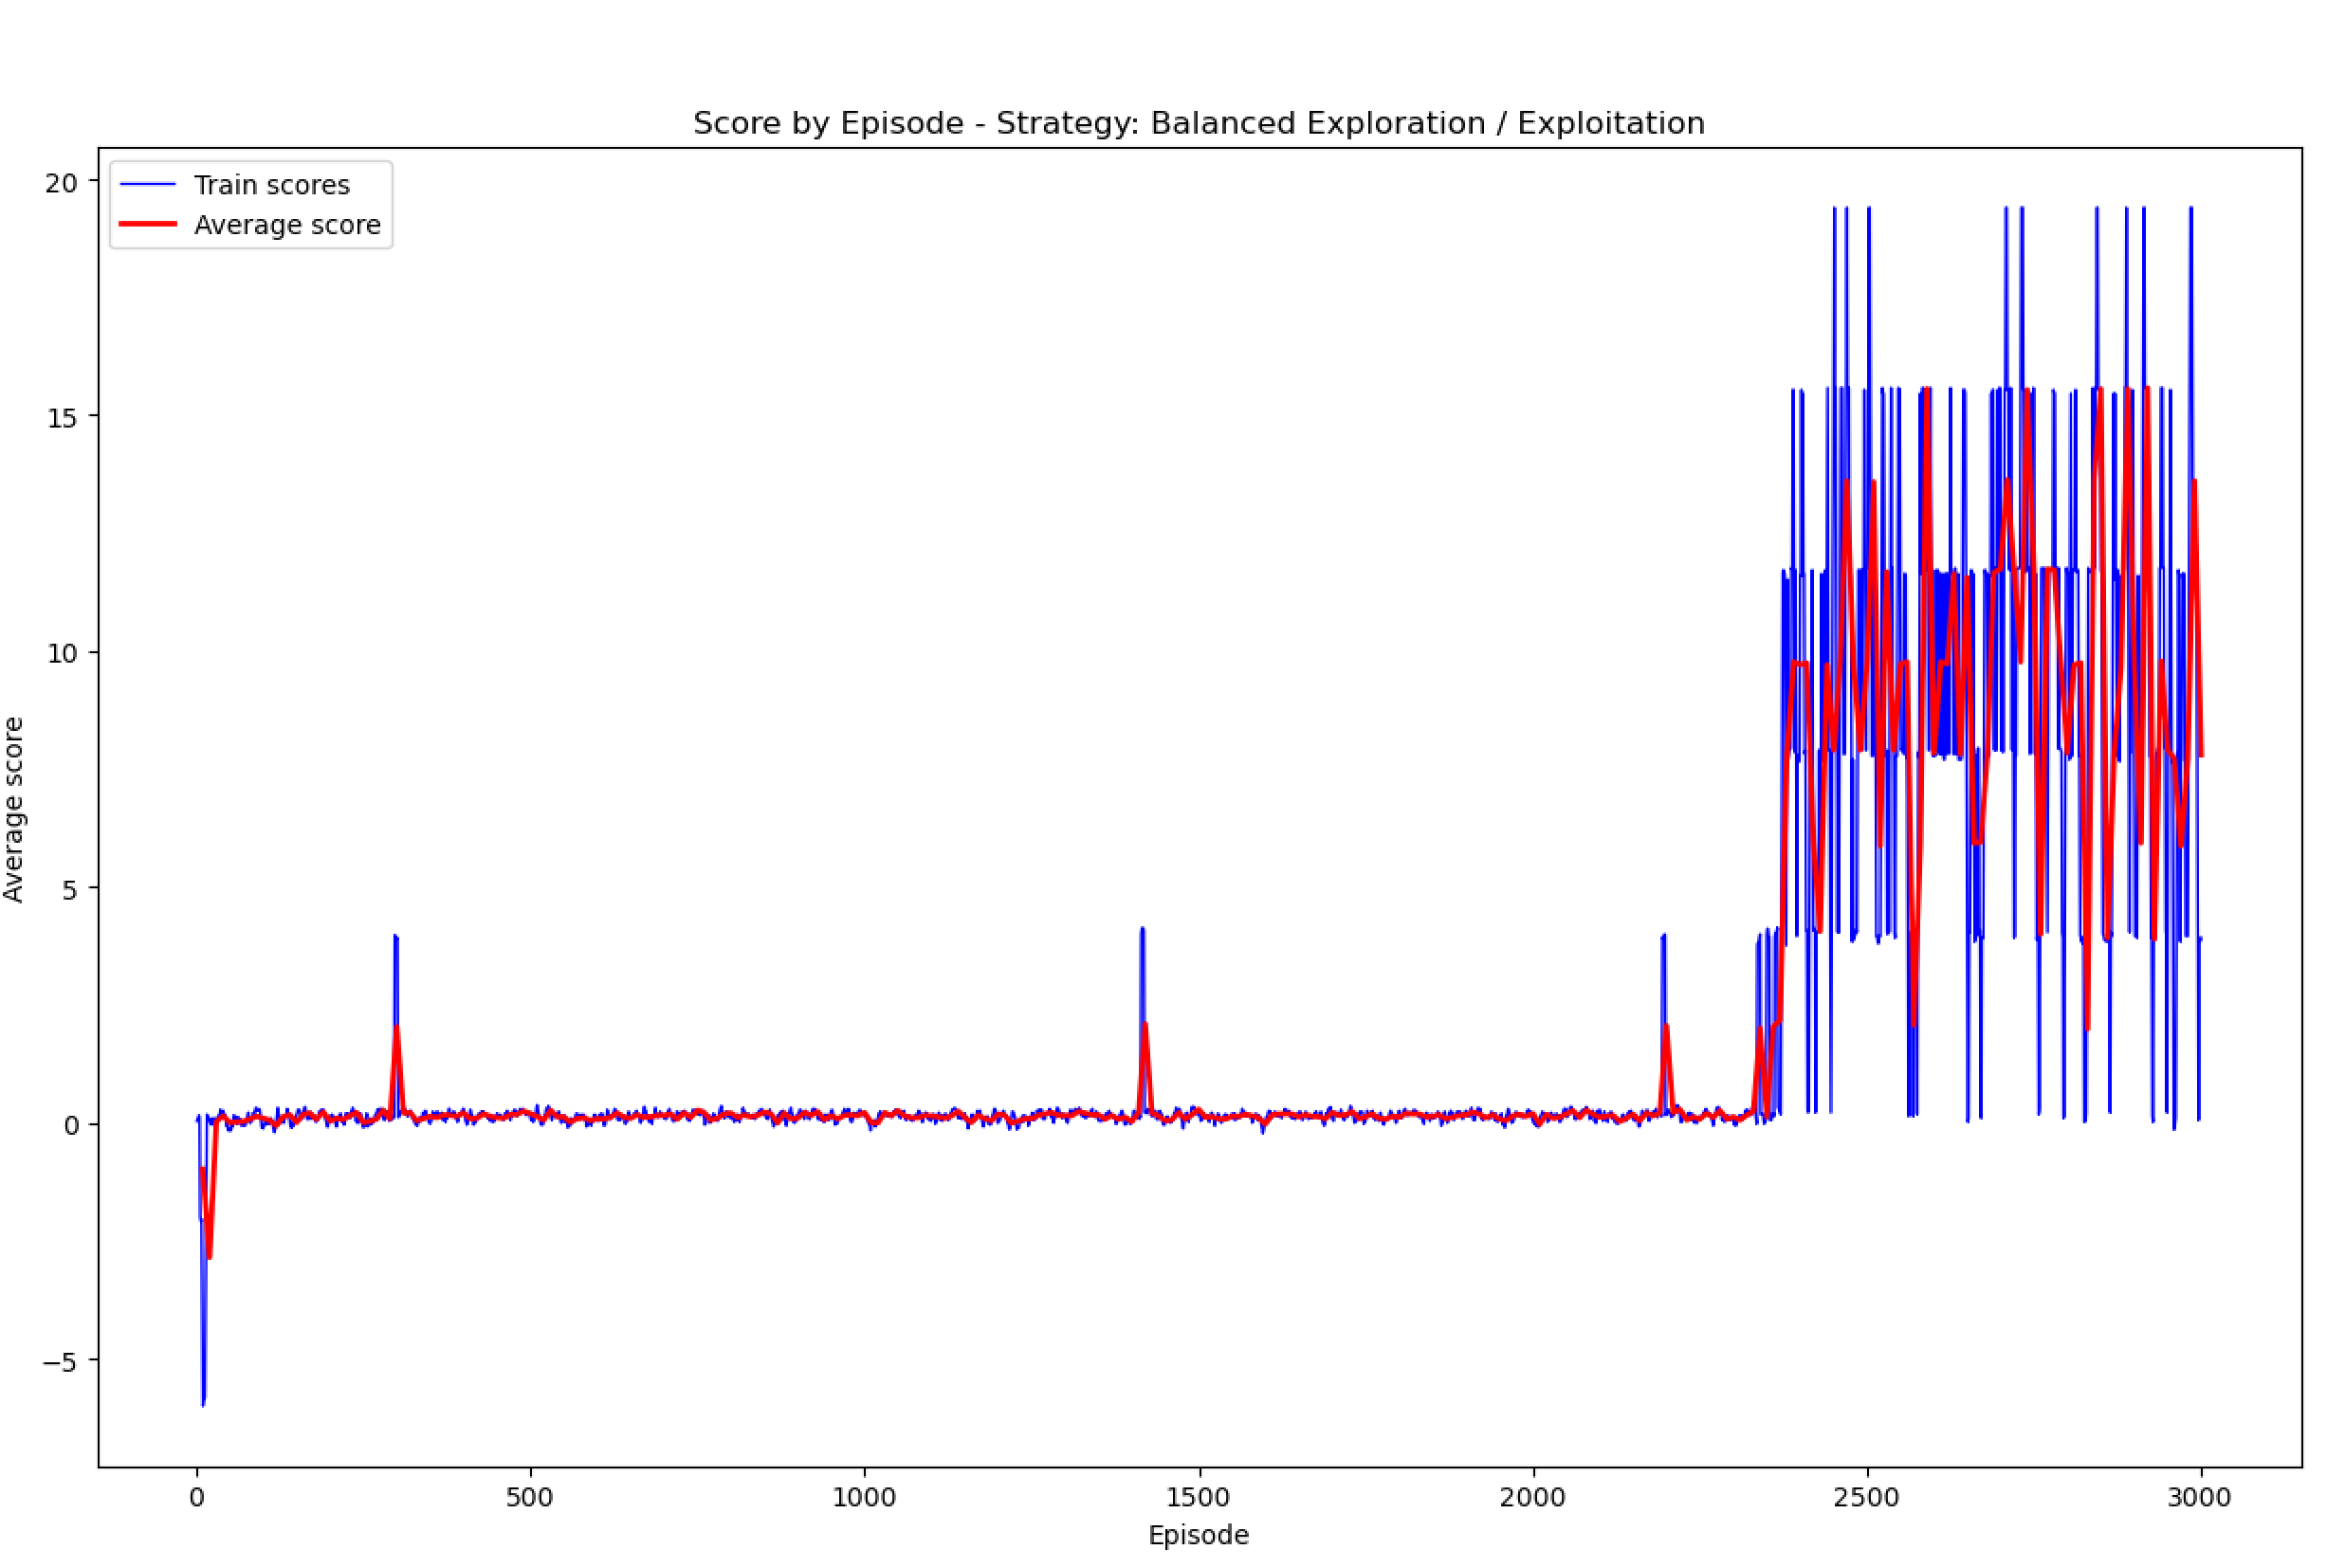 Score by Episode - Strategy: Balanced Exploration / Exploitation
Train scores
Average score
20
15
10
5
0
−5
Average score
0
500
1000
1500
2000
2500
3000
Episode